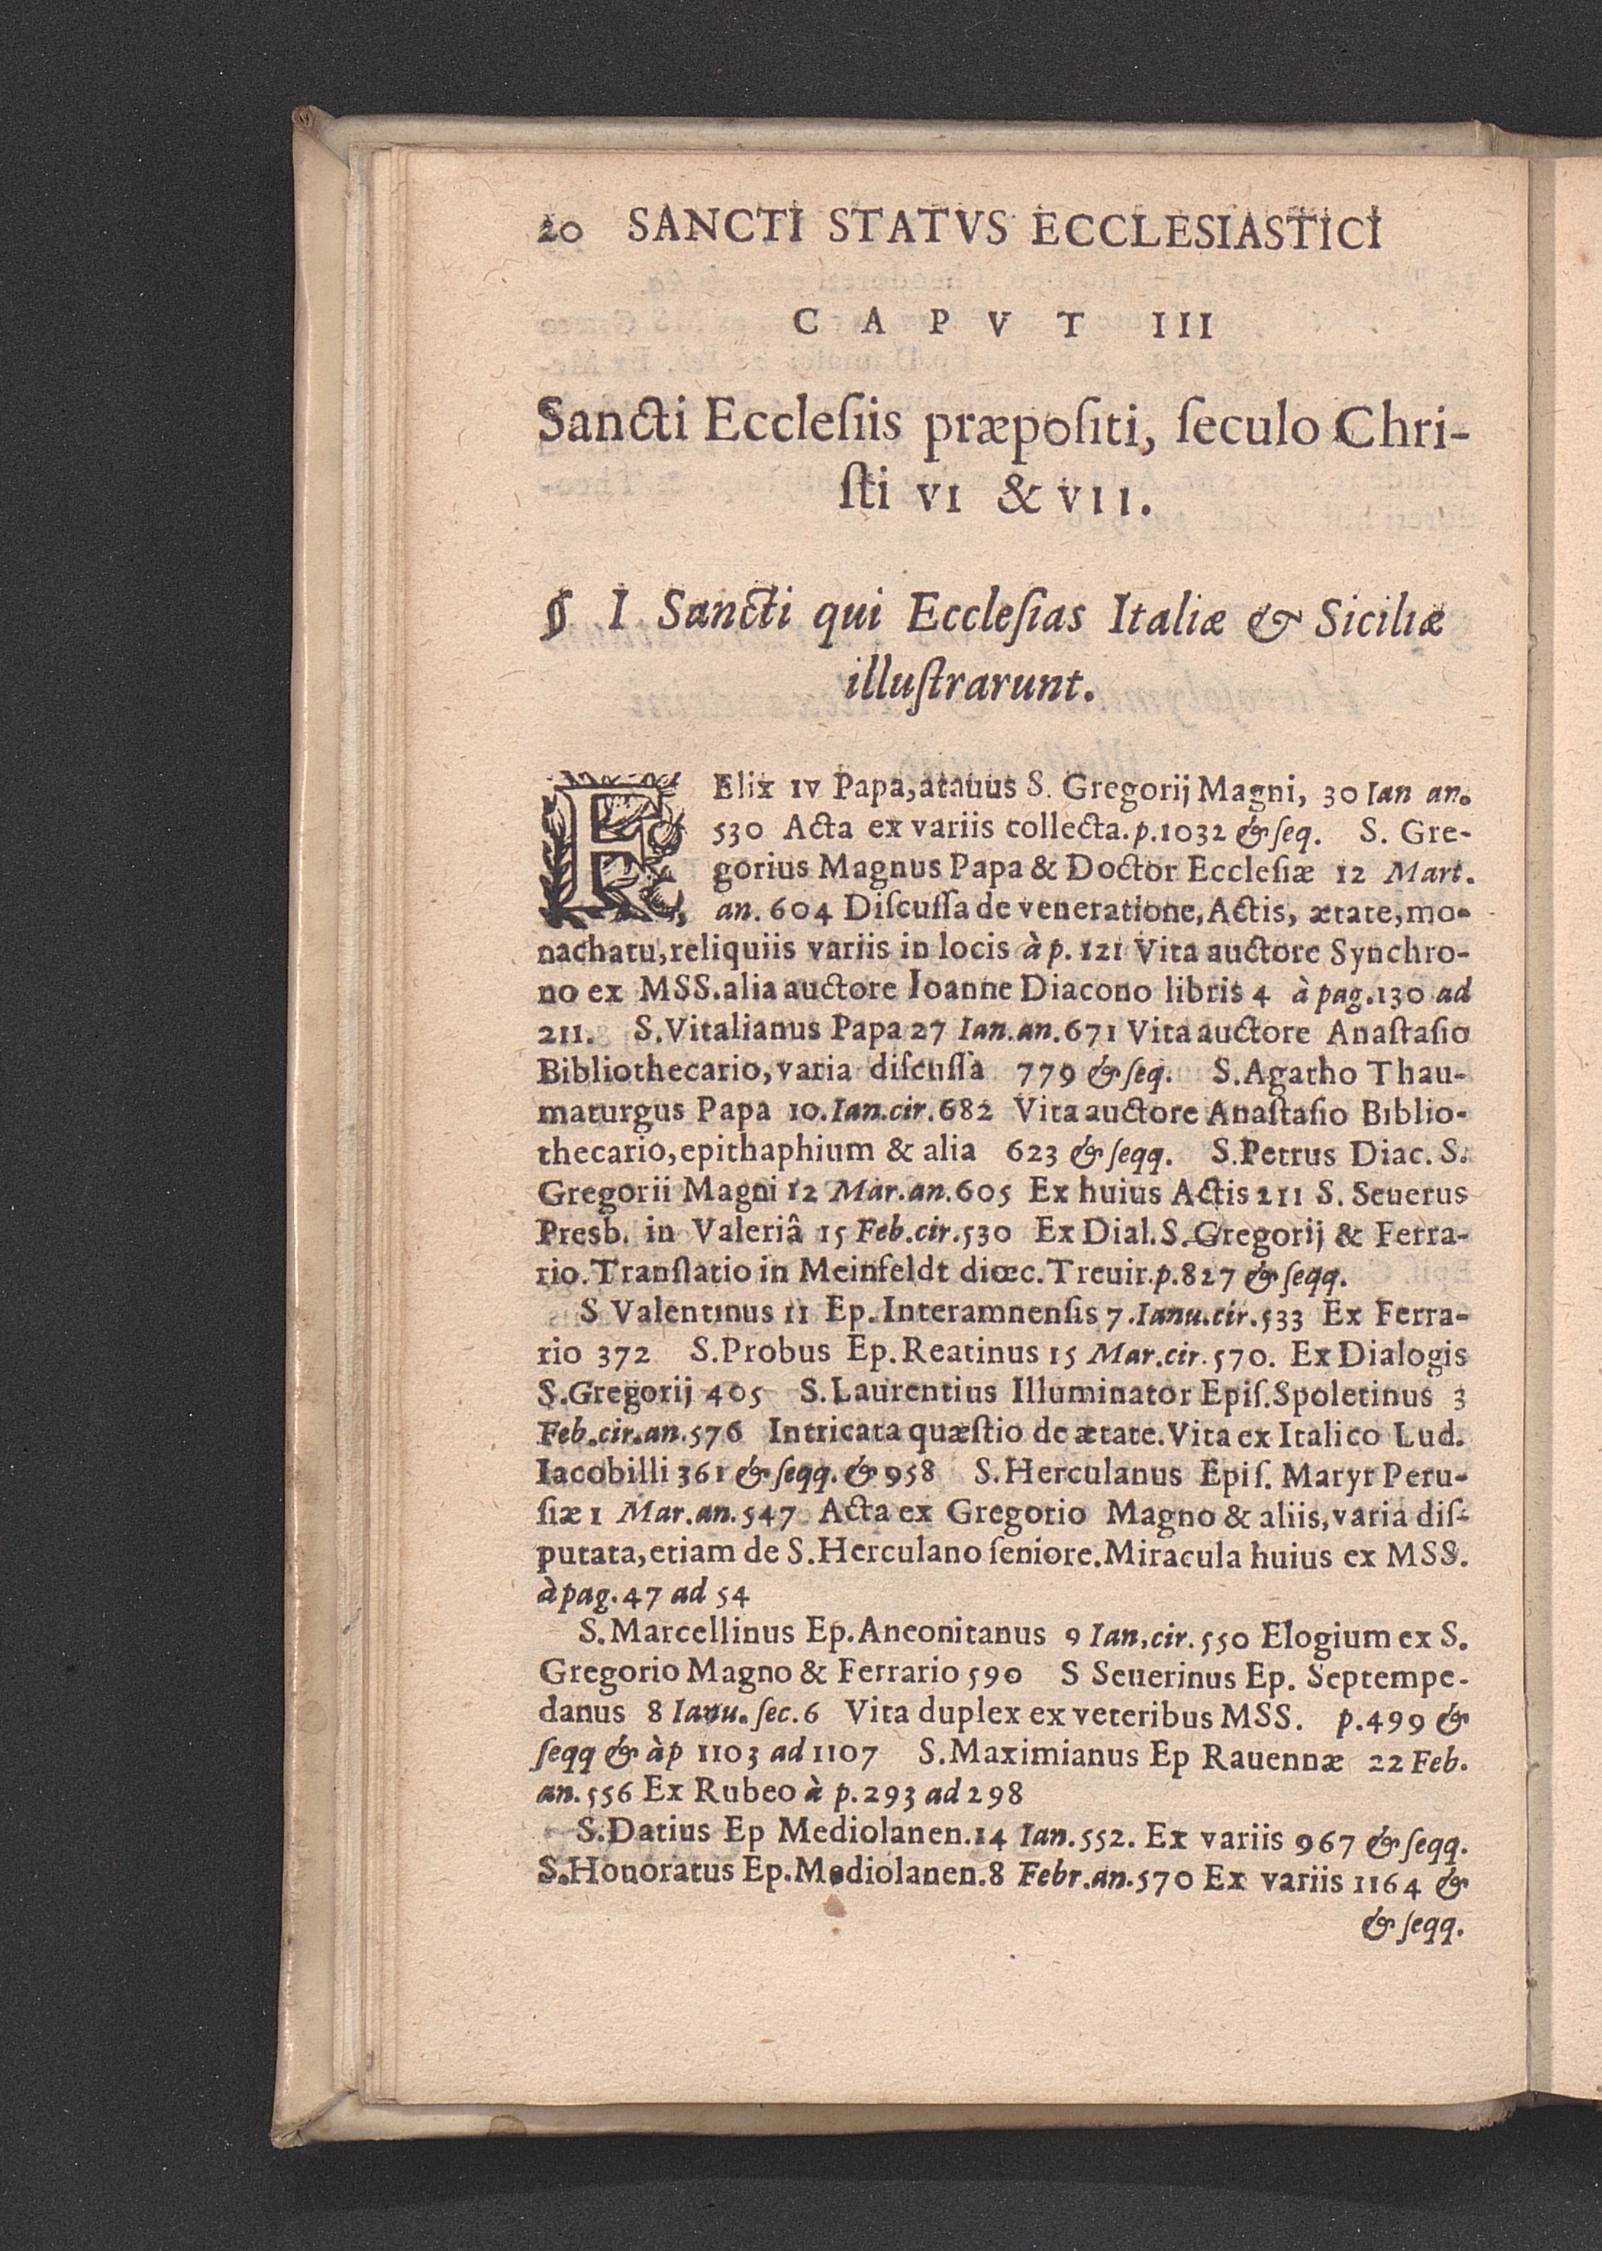 20 SANCTI STATVS ECCLESIASTICI
CAPVT III
Sancti Eccleſiis præpoſiti, ſeculo Chri-
ſti VI & VII.
§ I Sancti qui Eccleſias Italiæ & Siciliæ
illuſtrarunt.
FElix IV Papa, atauus S. Gregorij Magni, 30 Ian an.
530 Acta ex variis collecta. p. 1032 & ſeq. S. Gre-
gorius Magnus Papa & Doctor Eccleſiæ 12 Mart.
an. 604 Diſcuſſa de veneratione, Actis, ætate, mo-
nachatu, reliquiis variis in locis à p. 121 Vita auctore Synchro-
no ex MSS. alia auctore Ioanne Diacono libris 4 à pag. 130 ad
211. S. Vitalianus Papa 27 Ian. an. 671 Vita auctore Anaſtaſio
Bibliothecario, varia diſcuſſa 779 & ſeq. S. Agatho Thau-
maturgus Papa 10. Ian. cir. 682 Vita auctore Anaſtaſio Biblio-
thecario, epithaphium & alia 623 & ſeqq. S. Petrus Diac. S.
Gregorii Magni 12 Mar. an. 605 Ex huius Actis 211 S. Seuerus
Presb. in Valeriâ 15 Feb. cir. 530 Ex Dial. S. Gregorij & Ferra-
rio. Tranſlatio in Meinfeldt diœc. Treuir. p. 827 & ſeqq.
S Valentinus II Ep. Interamnenſis 7. Ianu. cir. 533 Ex Ferra-
rio 372 S. Probus Ep. Reatinus 15 Mar. cir. 570. Ex Dialogis
S. Gregorij 405 S. Laurentius Illuminator Epiſ. Spoletinus 3
Feb. cir. an. 576 Intricata quæſtio de ætate. Vita ex Italico Lud.
Iacobilli 361 & ſeqq. & 958 S. Herculanus Epiſ. Maryr Peru-
ſiæ 1 Mar. an. 547 Acta ex Gregorio Magno & aliis, varia diſ-
putata, etiam de S. Herculano ſeniore. Miracula huius ex MSS.
à pag. 47 ad 54
S. Marcellinus Ep. Anconitanus 9 Ian, cir. 550 Elogium ex S.
Gregorio Magno & Ferrario 590 S Seuerinus Ep. Septempe-
danus 8 Ianu. ſec. 6 Vita duplex ex veteribus MSS. p. 499 &
ſeqq & à p 1103 ad 1107 S. Maximianus Ep Rauennæ 22 Feb.
an. 556 Ex Rubeo à p. 293 ad 298
S. Datius Ep Mediolanen. 14 Ian. 552. Ex variis 967 & ſeqq.
S. Honoratus Ep. Mediolanen. 8 Febr. an. 570 Ex variis 1164 &
& ſeqq.